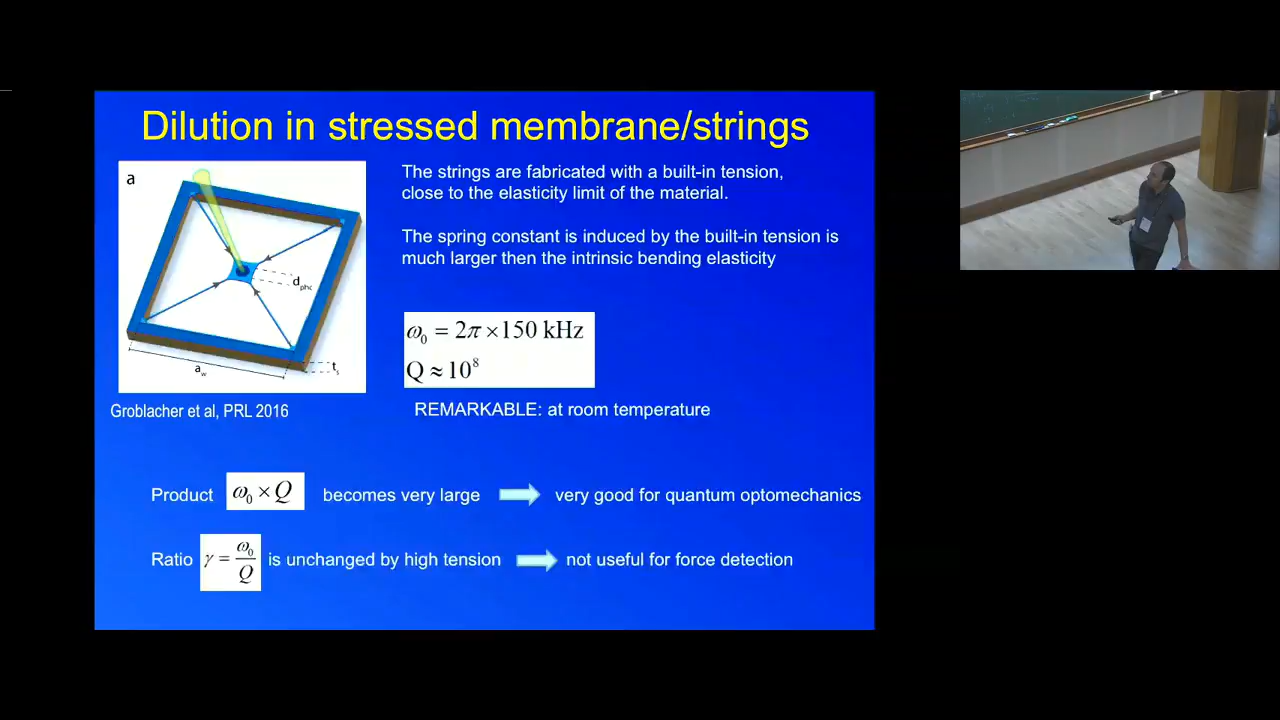 Dilution in stressed membrane/strings
a
d_phc
a_w
t_s
Groblacher et al, PRL 2016
The strings are fabricated with a built-in tension,
close to the elasticity limit of the material.
The spring constant is induced by the built-in tension is
much larger then the intrinsic bending elasticity
ω₀ = 2π × 150 kHz
Q ≈ 10⁸
REMARKABLE: at room temperature
Product ω₀ × Q becomes very large very good for quantum optomechanics
Ratio γ = ω₀/Q is unchanged by high tension not useful for force detection